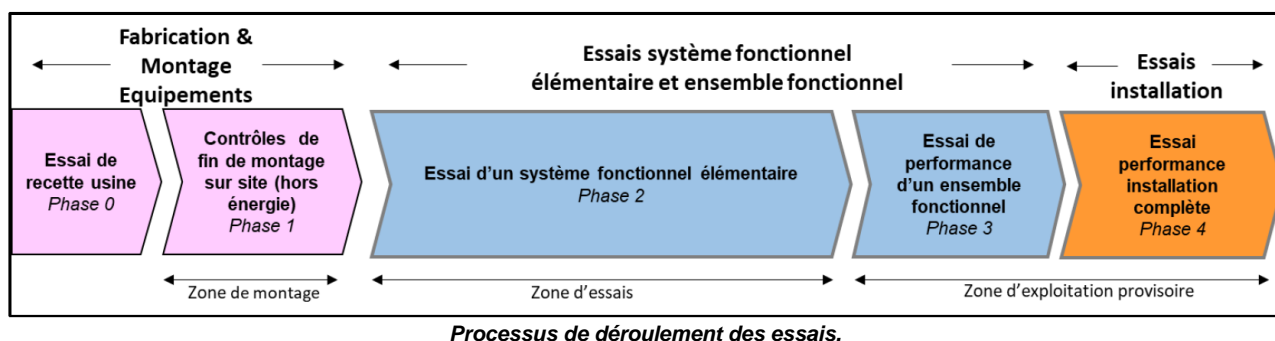 Fabrication &
Montage
Equipements
Essais système fonctionnel
élémentaire et ensemble fonctionnel
Essais
installation
Essai de
recette usine
Phase 0
Contrôles de
fin de montage
sur site (hors
énergie)
Phase 1
Essai d’un système fonctionnel élémentaire
Phase 2
Essai de
performance
d’un ensemble
fonctionnel
Phase 3
Essai
performance
installation
complète
Phase 4
Zone de montage
Zone d’essais
Zone d’exploitation provisoire
Processus de déroulement des essais.